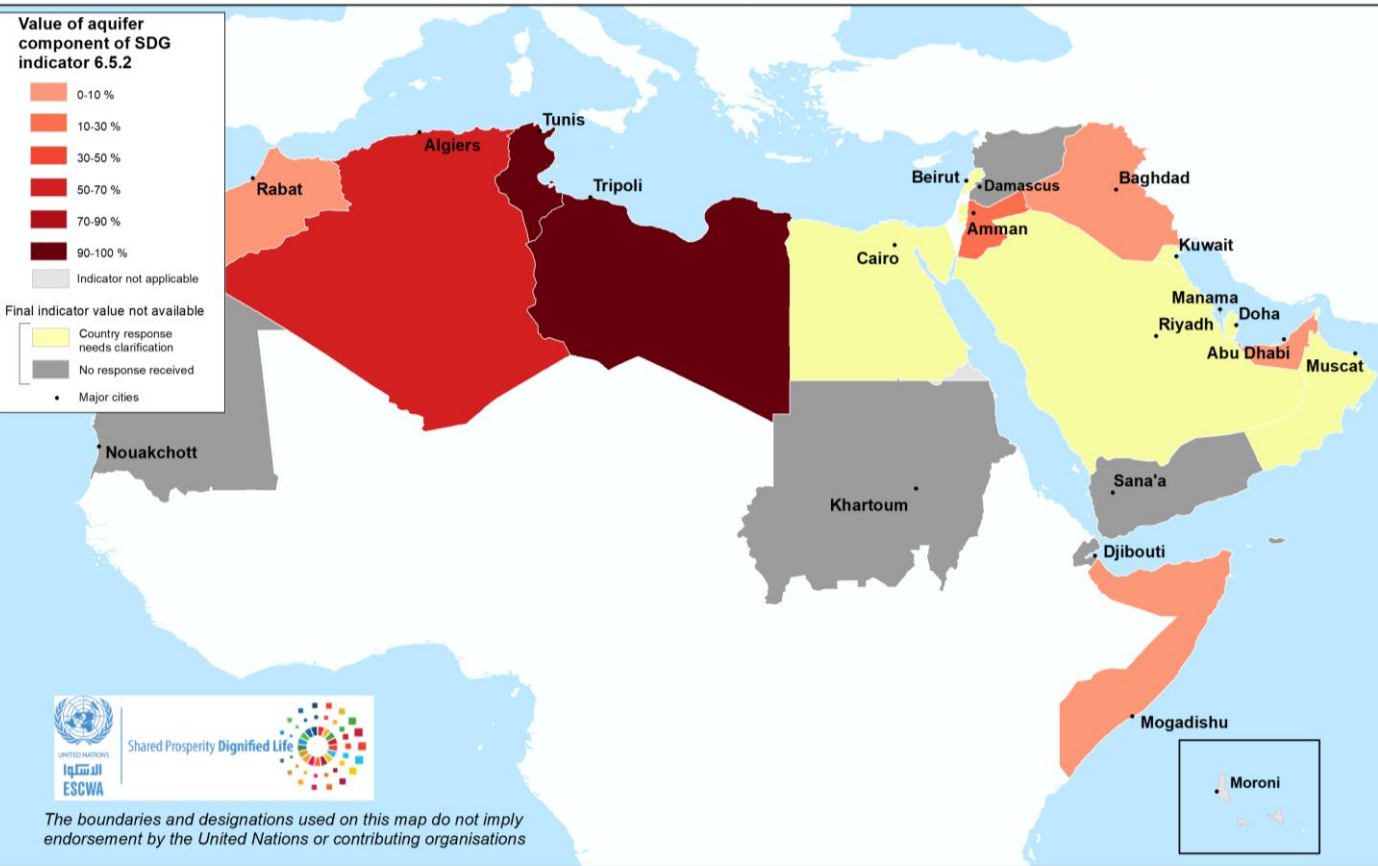 Value of aquifer
component of SDG
indicator 6.5.2
0-10 %
10-30 %
30-50 %
50-70 %
70-90 %
90-100 %
Indicator not applicable
Final indicator value not available
Country response
needs clarification
No response received
Major cities
Tunis
Algiers
Rabat
Tripoli
Beirut
Damascus
Baghdad
Amman
Cairo
Kuwait
Manama
Doha
Riyadh
Abu Dhabi
Muscat
Nouakchott
Sana'a
Khartoum
Djibouti
Mogadishu
Moroni
UNITED NATIONS
الاسكوا
ESCWA
Shared Prosperity Dignified Life
The boundaries and designations used on this map do not imply
endorsement by the United Nations or contributing organisations